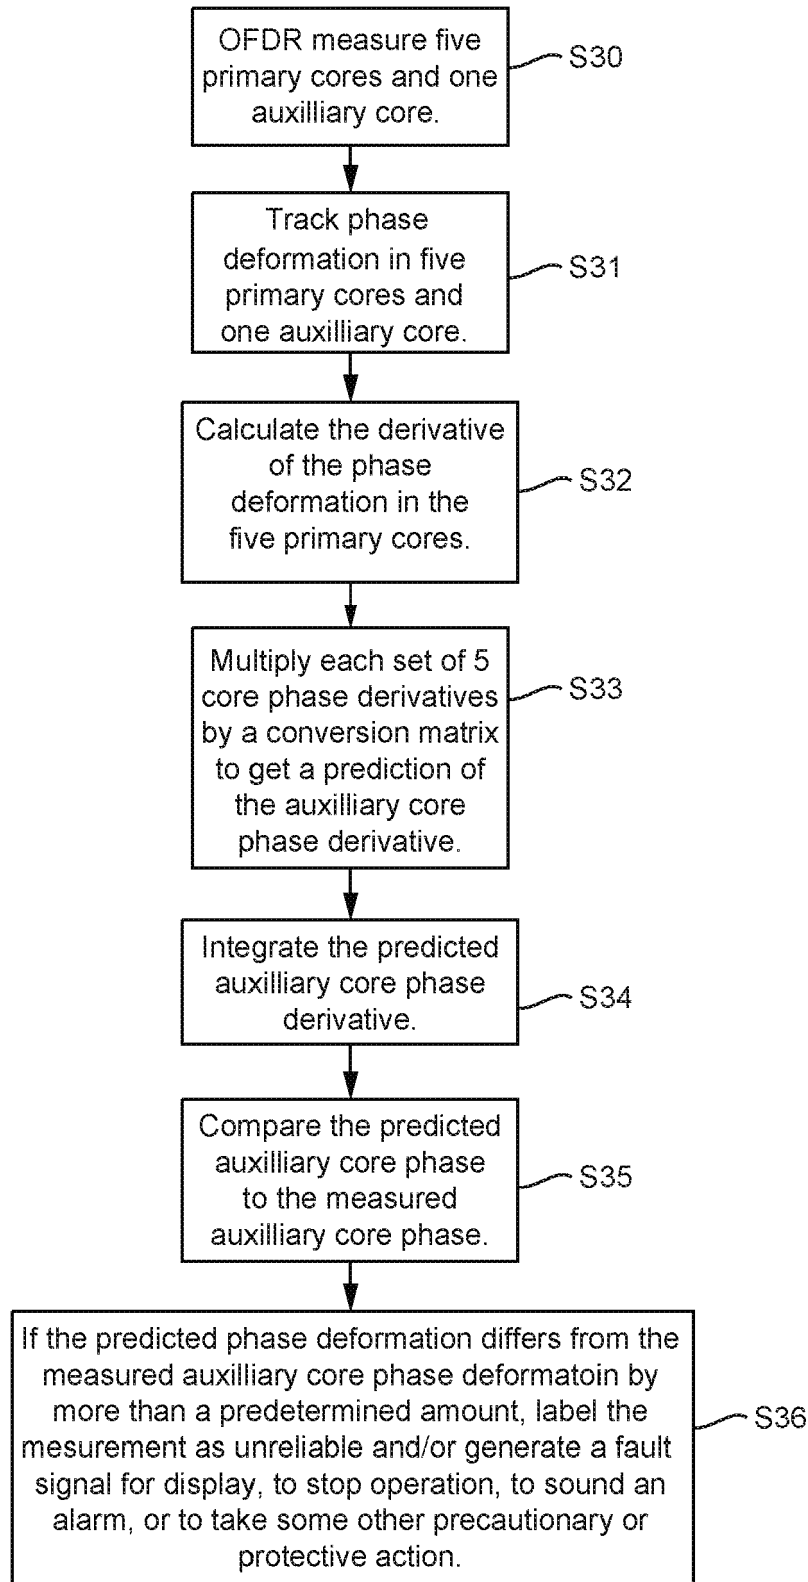 OFDR measure five
primary cores and one
auxilliary core.
S30
Track phase
deformation in five
primary cores and
one auxilliary core.
S31
Calculate the derivative
of the phase
deformation in the
five primary cores.
S32
Multiply each set of 5
core phase derivatives
by a conversion matrix
to get a prediction of
the auxilliary core
phase derivative.
S33
Integrate the predicted
auxilliary core phase
derivative.
S34
Compare the predicted
auxilliary core phase
to the measured
auxilliary core phase.
S35
If the predicted phase deformation differs from the
measured auxilliary core phase deformatoin by
more than a predetermined amount, label the
mesurement as unreliable and/or generate a fault
signal for display, to stop operation, to sound an
alarm, or to take some other precautionary or
protective action.
S36